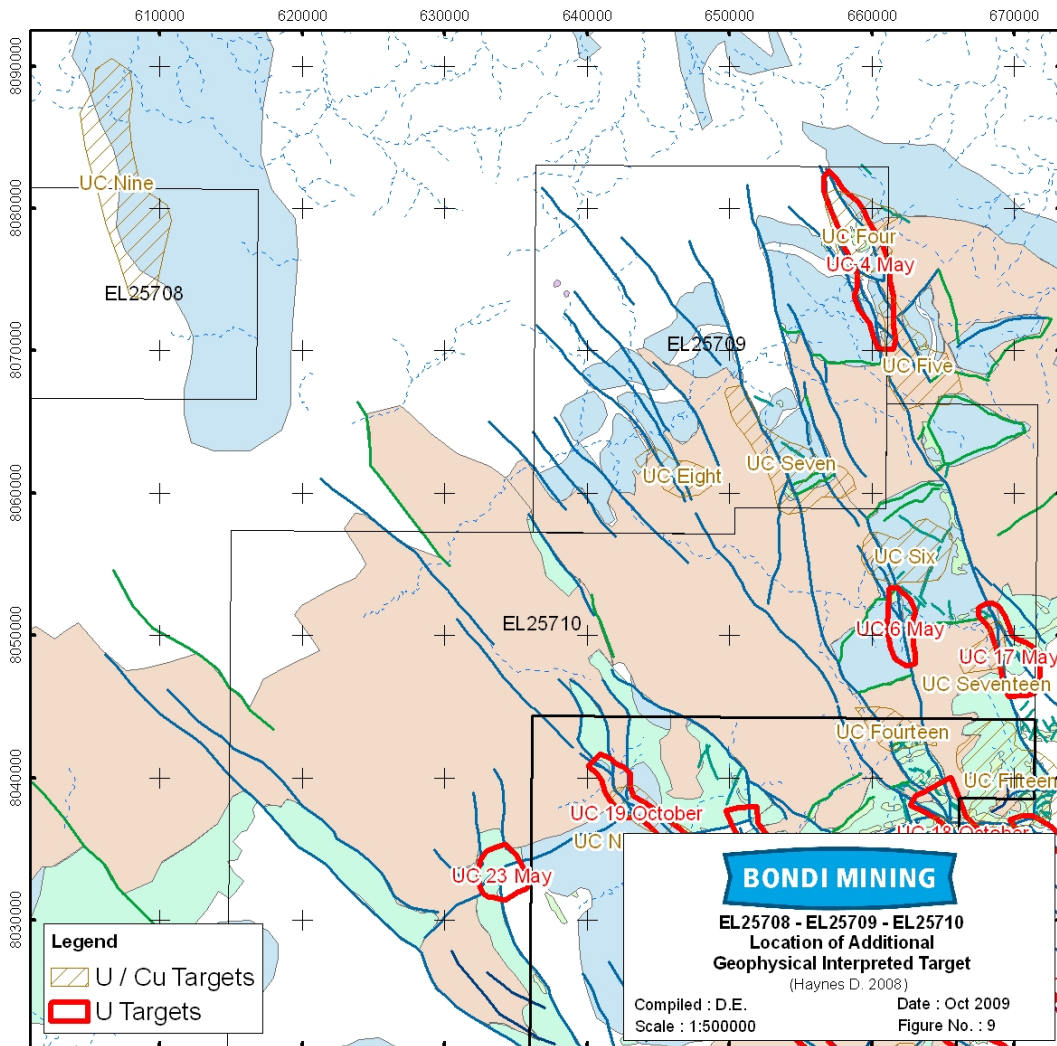 610000 620000 630000 640000 650000 660000 670000
8090000
8080000
8070000
8060000
8050000
8040000
8030000
UC Nine
EL25708
UC Four
UC 4 May
EL25709
UC Five
UC Seven
UC Eight
UC Six
EL25710
UC 6 May
UC 17 May
UC Seventeen
UC Fourteen
UC Fifteen
UC 19 October
UC 18 October
UC N
UC 23 May
Legend
U / Cu Targets
U Targets
BONDI MINING
EL25708 - EL25709 - EL25710
Location of Additional
Geophysical Interpreted Target
(Haynes D. 2008)
Compiled : D.E. Date : Oct 2009
Scale : 1:500000 Figure No. : 9